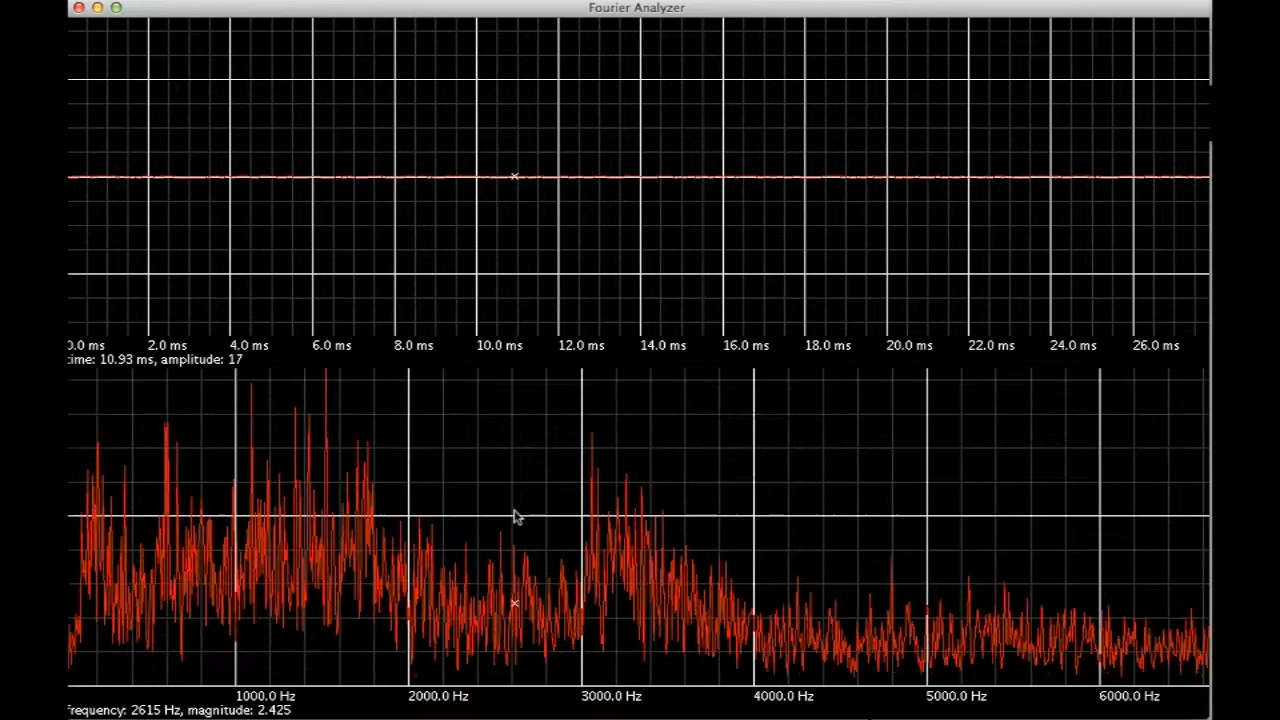 Fourier Analyzer
0.0 ms 2.0 ms 4.0 ms 6.0 ms 8.0 ms 10.0 ms 12.0 ms 14.0 ms 16.0 ms 18.0 ms 20.0 ms 22.0 ms 24.0 ms 26.0 ms
time: 10.93 ms, amplitude: 17
1000.0 Hz 2000.0 Hz 3000.0 Hz 4000.0 Hz 5000.0 Hz 6000.0 Hz
frequency: 2615 Hz, magnitude: 2.425